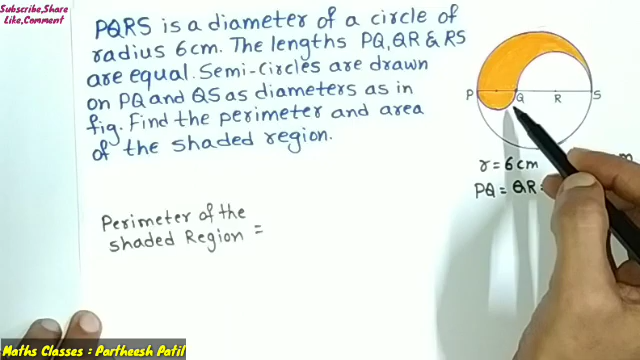 Subscribe,Share
Like,Comment
PQRS is a diameter of a circle of
radius 6cm. The lengths PQ, QR & RS
are equal. Semi-Circles are drawn
on PQ and QS as diameters as in
fig. Find the perimeter and area
of the shaded region.
P Q R S
r = 6cm
PQ = QR =
m
Perimeter of the
shaded Region =
Maths Classes : Partheesh Patil